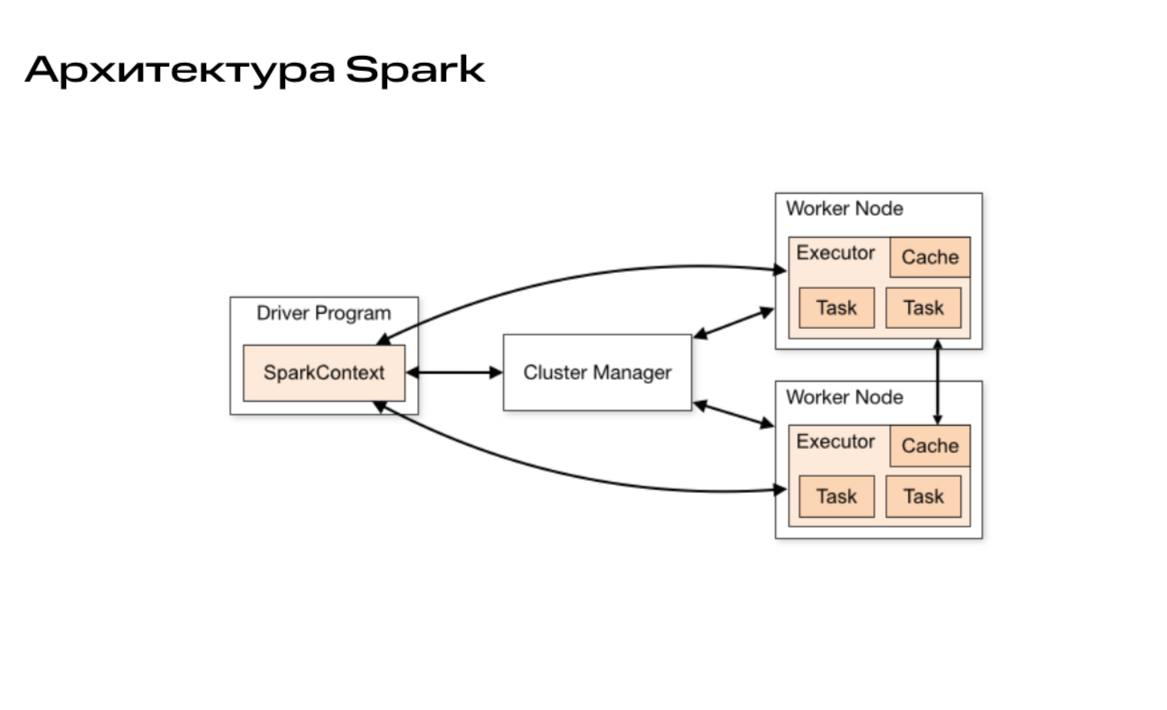 Архитектура Spark
Driver Program
SparkContext
Cluster Manager
Worker Node
Executor
Cache
Task
Task
Worker Node
Executor
Cache
Task
Task